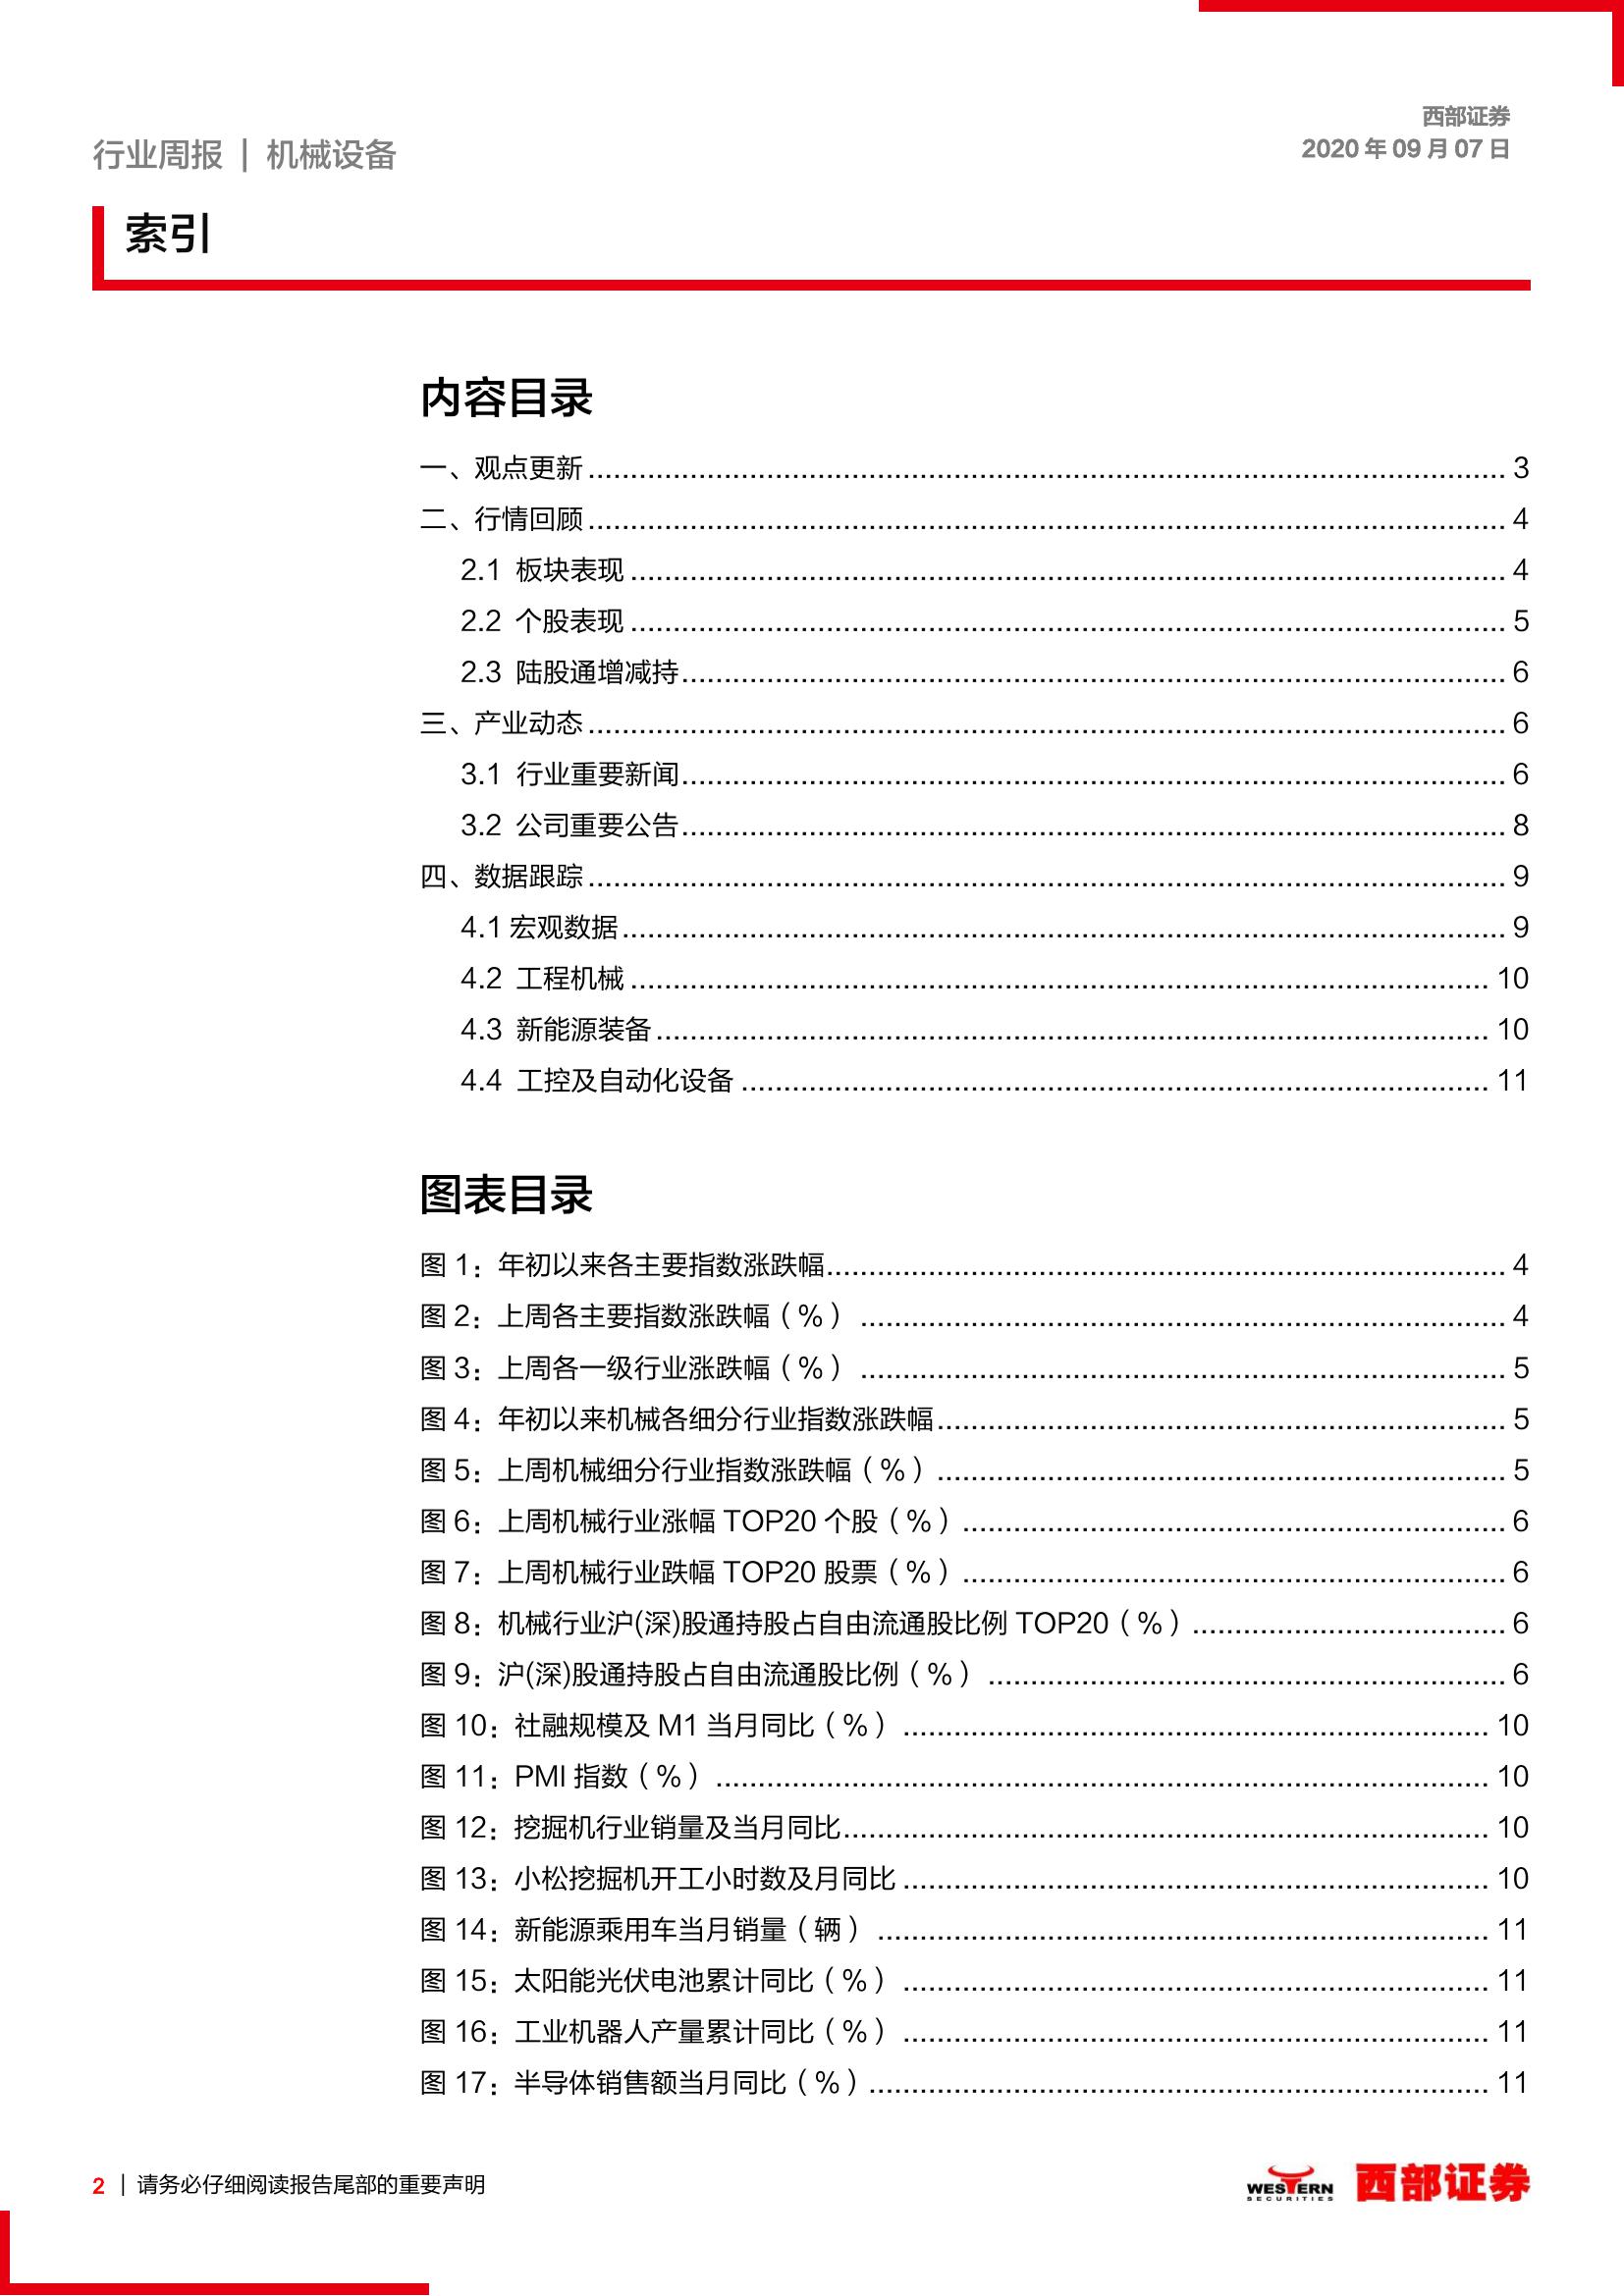 西部证券
2020 年 09 月 07 日
行业周报 | 机械设备
索引
内容目录
一、观点更新........................................ 3
二、行情回顾........................................ 4
2.1 板块表现........................................ 4
2.2 个股表现........................................ 5
2.3 陆股通增减持........................................ 6
三、产业动态........................................ 6
3.1 行业重要新闻........................................ 6
3.2 公司重要公告........................................ 8
四、数据跟踪........................................ 9
4.1 宏观数据........................................ 9
4.2 工程机械........................................ 10
4.3 新能源装备........................................ 10
4.4 工控及自动化设备........................................ 11
图表目录
图 1：年初以来各主要指数涨跌幅........................................ 4
图 2：上周各主要指数涨跌幅（%）........................................ 4
图 3：上周各一级行业涨跌幅（%）........................................ 5
图 4：年初以来机械各细分行业指数涨跌幅........................................ 5
图 5：上周机械细分行业指数涨跌幅（%）........................................ 5
图 6：上周机械行业涨幅 TOP20 个股（%）........................................ 6
图 7：上周机械行业跌幅 TOP20 股票（%）........................................ 6
图 8：机械行业沪(深)股通持股占自由流通股比例 TOP20（%）........................................ 6
图 9：沪(深)股通持股占自由流通股比例（%）........................................ 6
图 10：社融规模及 M1 当月同比（%）........................................ 10
图 11：PMI 指数（%）........................................ 10
图 12：挖掘机行业销量及当月同比........................................ 10
图 13：小松挖掘机开工小时数及月同比........................................ 10
图 14：新能源乘用车当月销量（辆）........................................ 11
图 15：太阳能光伏电池累计同比（%）........................................ 11
图 16：工业机器人产量累计同比（%）........................................ 11
图 17：半导体销售额当月同比（%）........................................ 11
2 | 请务必仔细阅读报告尾部的重要声明
WESTERN
SECURITIES
西部证券